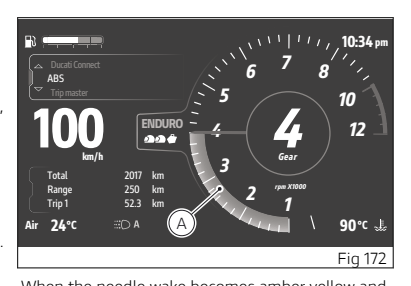 10:34 pm
Ducati Connect
ABS
Trip master
100
km/h
ENDURO
Total 2017 km
Range 250 km
Trip 1 52.3 km
Air 24°C
A
1
2
3
4
5
6
7
8
10
12
4
Gear
rpm X1000
A
90°C
Fig 172
When the needle wake becomes amber yellow and